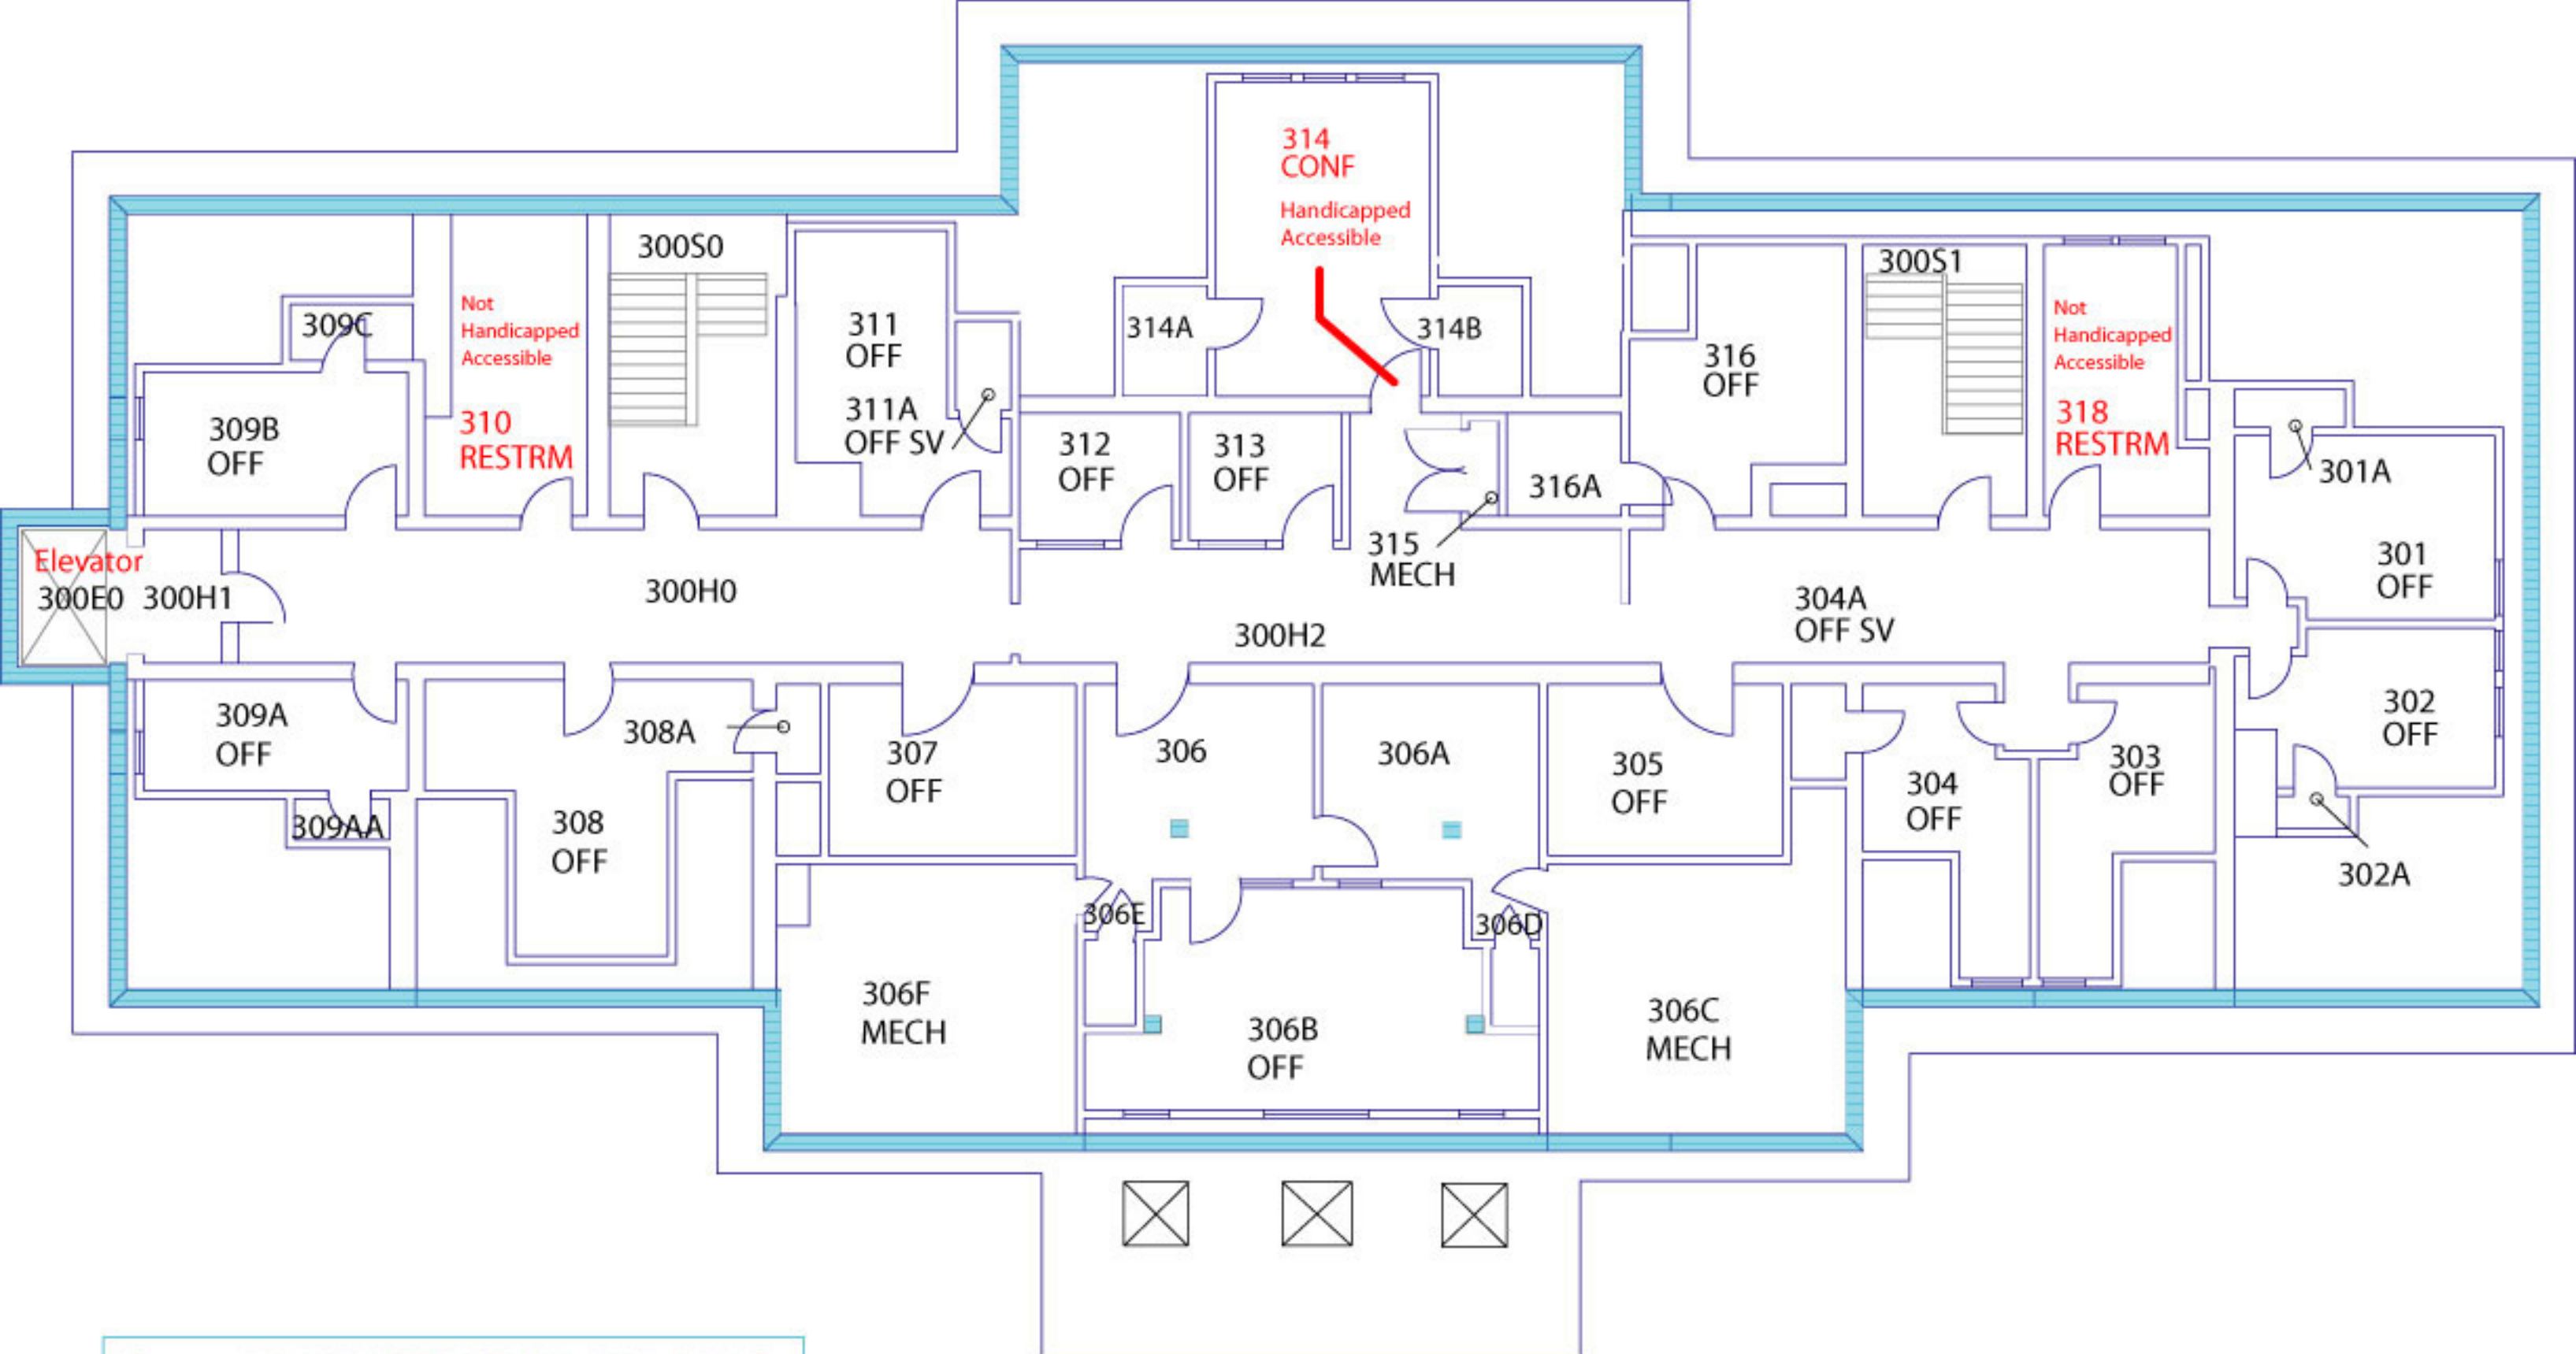 314
CONF
Handicapped
Accessible
300S0
300S1
309C
Not
Handicapped
Accessible
310
RESTRM
311
OFF
311A
OFF SV
314A
314B
316
OFF
Not
Handicapped
Accessible
318
RESTRM
309B
OFF
312
OFF
313
OFF
316A
301A
315
MECH
301
OFF
Elevator
300E0
300H1
300H0
300H2
304A
OFF SV
309A
OFF
308A
307
OFF
306
306A
305
OFF
304
OFF
303
OFF
302
OFF
309AA
308
OFF
302A
306E
306D
306F
MECH
306B
OFF
306C
MECH